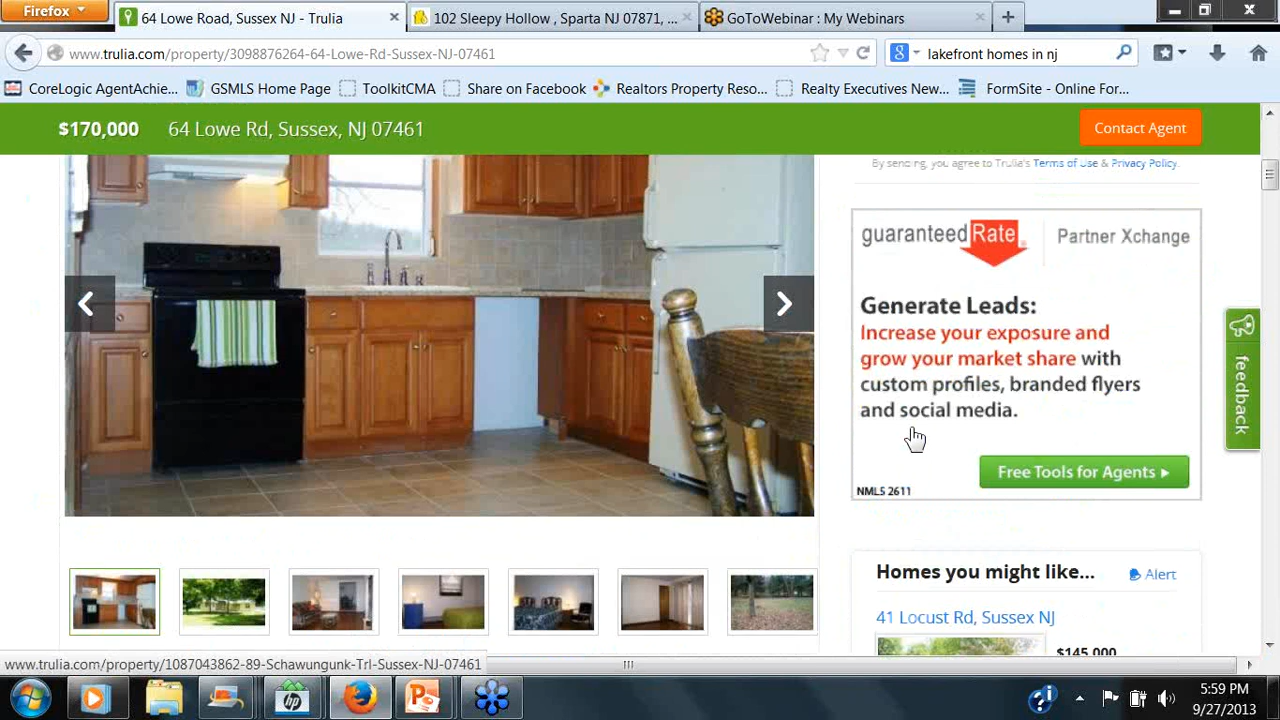 Firefox
64 Lowe Road, Sussex NJ - Trulia
102 Sleepy Hollow , Sparta NJ 07871, ...
GoToWebinar : My Webinars
www.trulia.com/property/3098876264-64-Lowe-Rd-Sussex-NJ-07461
lakefront homes in nj
CoreLogic AgentAchie...
GSMLS Home Page
ToolkitCMA
Share on Facebook
Realtors Property Reso...
Realty Executives New...
FormSite - Online For...
$170,000
64 Lowe Rd, Sussex, NJ 07461
Contact Agent
By sending, you agree to Trulia's Terms of Use & Privacy Policy.
guaranteed Rate
Partner Xchange
Generate Leads:
Increase your exposure and
grow your market share with
custom profiles, branded flyers
and social media.
Free Tools for Agents
NMLS 2611
feedback
Homes you might like...
Alert
41 Locust Rd, Sussex NJ
$145,000
www.trulia.com/property/1087043862-89-Schawungunk-Trl-Sussex-NJ-07461
5:59 PM
9/27/2013